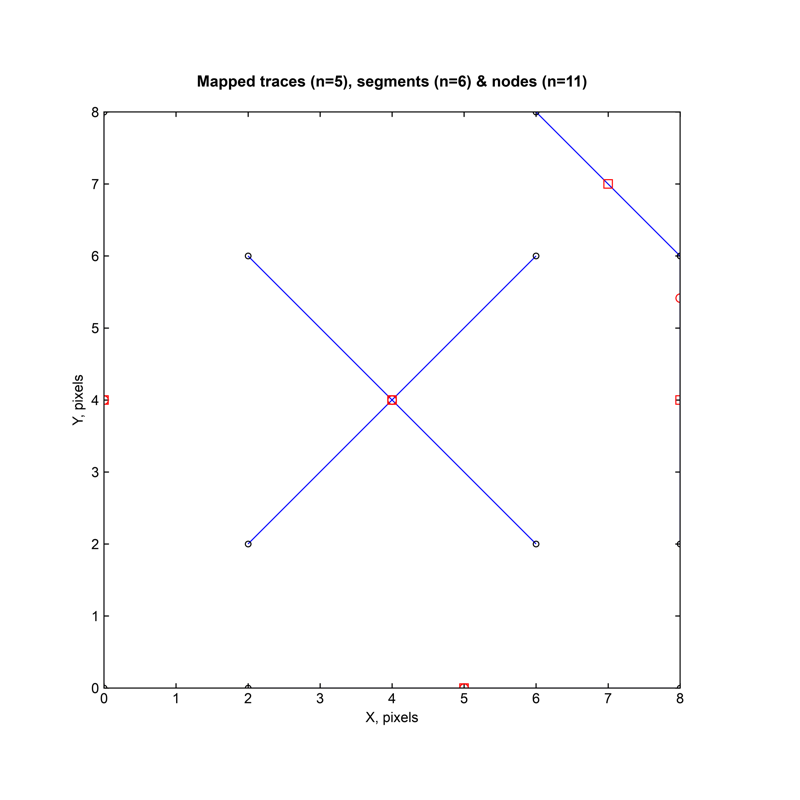 Mapped traces (n=5), segments (n=6) & nodes (n=11)
8
7
6
5
4
3
2
1
0
Y, pixels
0 1 2 3 4 5 6 7 8
X, pixels